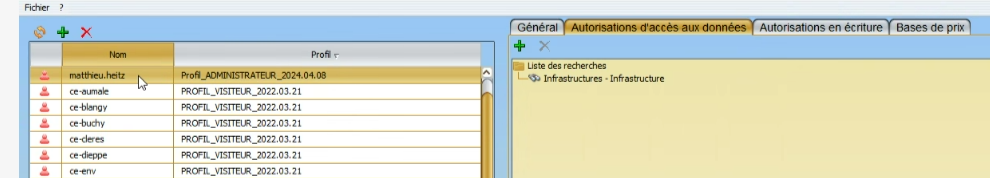 Fichier ?
Général Autorisations d'accès aux données Autorisations en écriture Bases de prix
Nom Profil
matthieu.heitz Profil_ADMINISTRATEUR_2024.04.08
ce-aumale PROFIL_VISITEUR_2022.03.21
ce-blangy PROFIL_VISITEUR_2022.03.21
ce-buchy PROFIL_VISITEUR_2022.03.21
ce-cleres PROFIL_VISITEUR_2022.03.21
ce-dieppe PROFIL_VISITEUR_2022.03.21
ce-env PROFIL_VISITEUR_2022.03.21
Liste des recherches
Infrastructures - Infrastructure